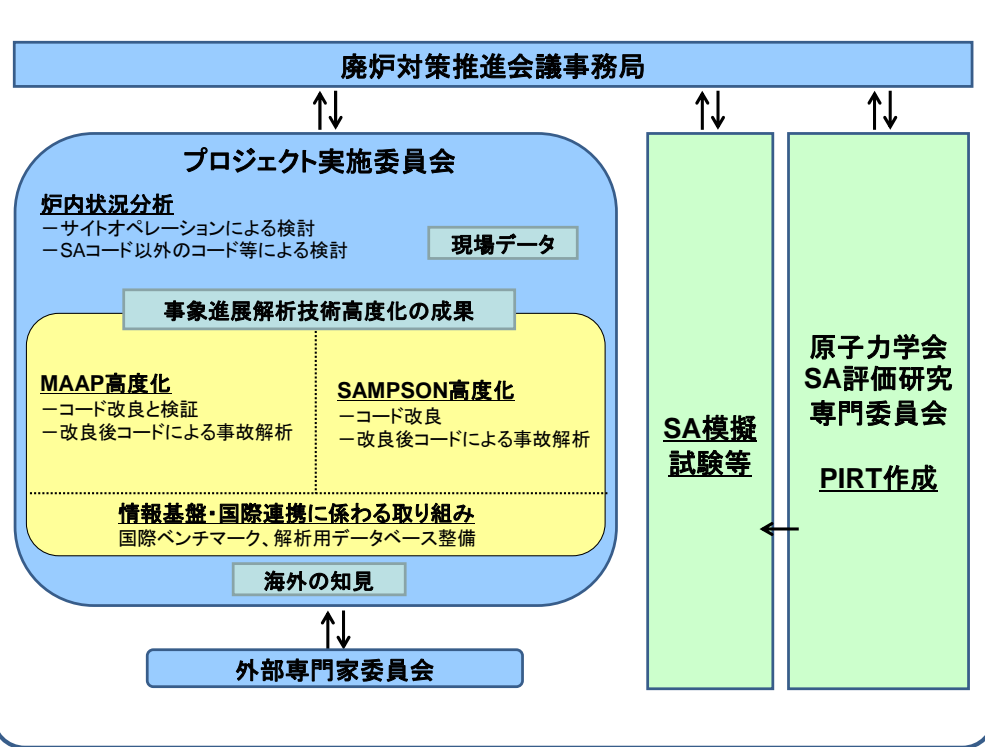 廃炉対策推進会議事務局
プロジェクト実施委員会
炉内状況分析
－サイトオペレーションによる検討
－SAコード以外のコード等による検討
現場データ
事象進展解析技術高度化の成果
MAAP高度化
－コード改良と検証
－改良後コードによる事故解析
SAMPSON高度化
－コード改良
－改良後コードによる事故解析
情報基盤・国際連携に係わる取り組み
国際ベンチマーク、解析用データベース整備
海外の知見
外部専門家委員会
SA模擬
試験等
原子力学会
SA評価研究
専門委員会
PIRT作成